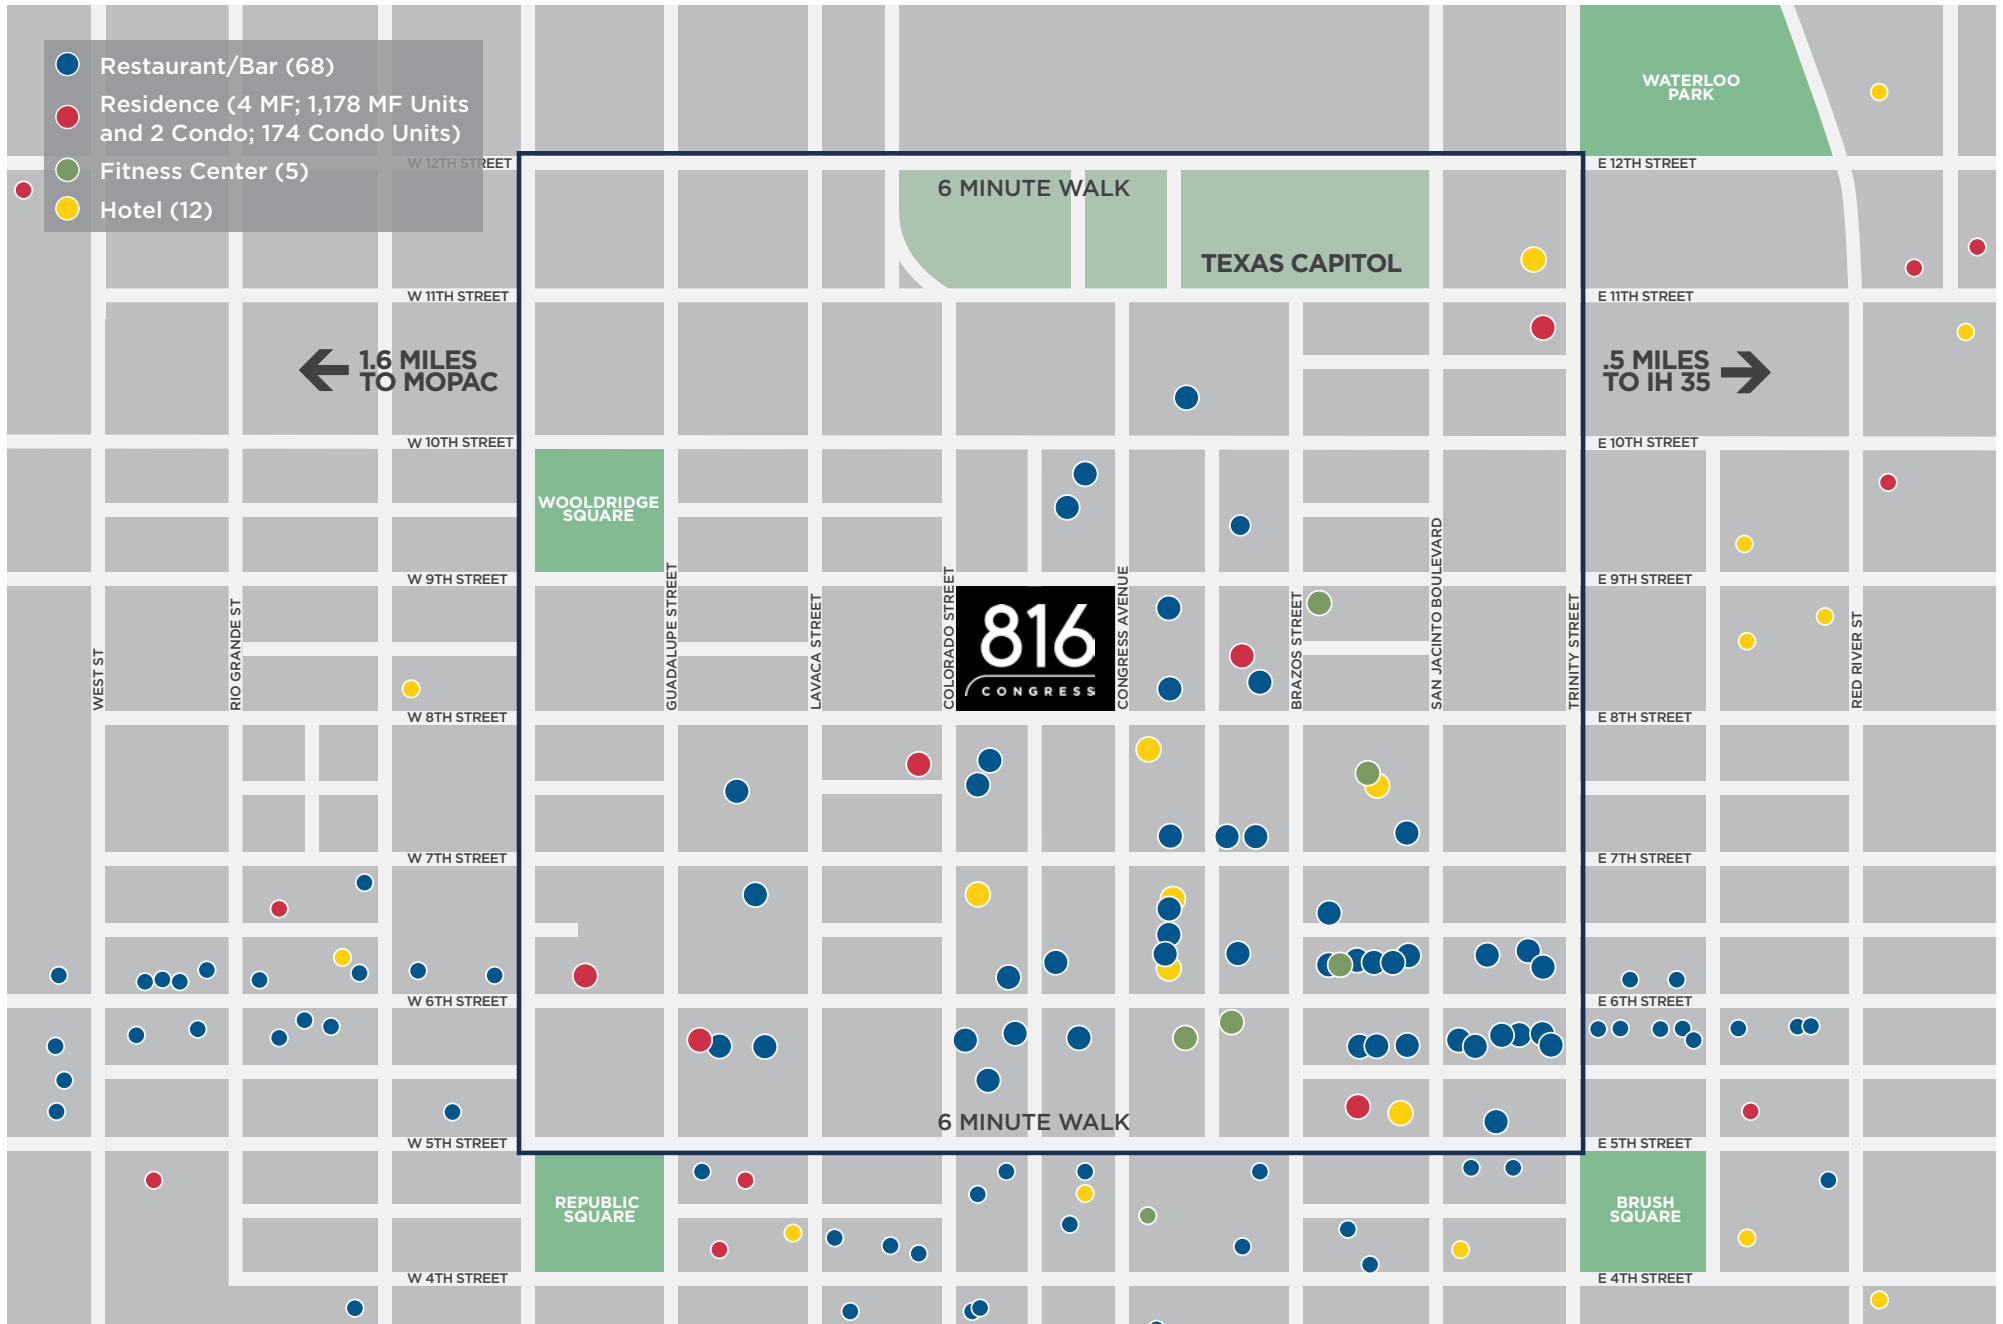 Restaurant/Bar (68)
Residence (4 MF; 1,178 MF Units
and 2 Condo; 174 Condo Units)
Fitness Center (5)
Hotel (12)
WATERLOO
PARK
W 12TH STREET
E 12TH STREET
6 MINUTE WALK
TEXAS CAPITOL
W 11TH STREET
E 11TH STREET
1.6 MILES
TO MOPAC
.5 MILES
TO IH 35
W 10TH STREET
E 10TH STREET
WOOLDRIDGE
SQUARE
W 9TH STREET
E 9TH STREET
WEST ST
RIO GRANDE ST
GUADALUPE STREET
LAVACA STREET
COLORADO STREET
816
CONGRESS
CONGRESS AVENUE
BRAZOS STREET
SAN JACINTO BOULEVARD
TRINITY STREET
RED RIVER ST
W 8TH STREET
E 8TH STREET
W 7TH STREET
E 7TH STREET
W 6TH STREET
E 6TH STREET
6 MINUTE WALK
W 5TH STREET
E 5TH STREET
REPUBLIC
SQUARE
BRUSH
SQUARE
W 4TH STREET
E 4TH STREET